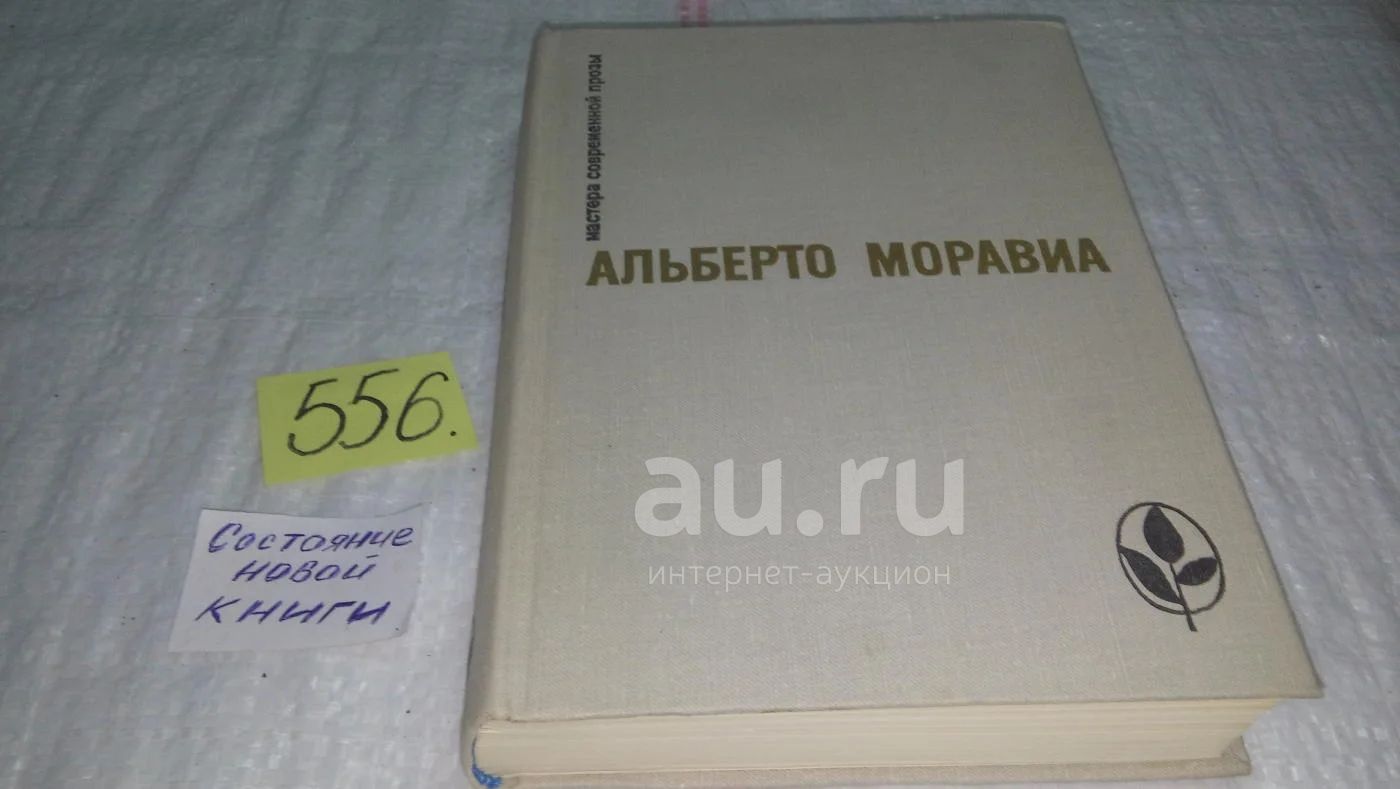 мастера современной прозы
АЛЬБЕРТО МОРАВИА
556.
Состояние
новой
книги
au.ru
интернет-аукцион